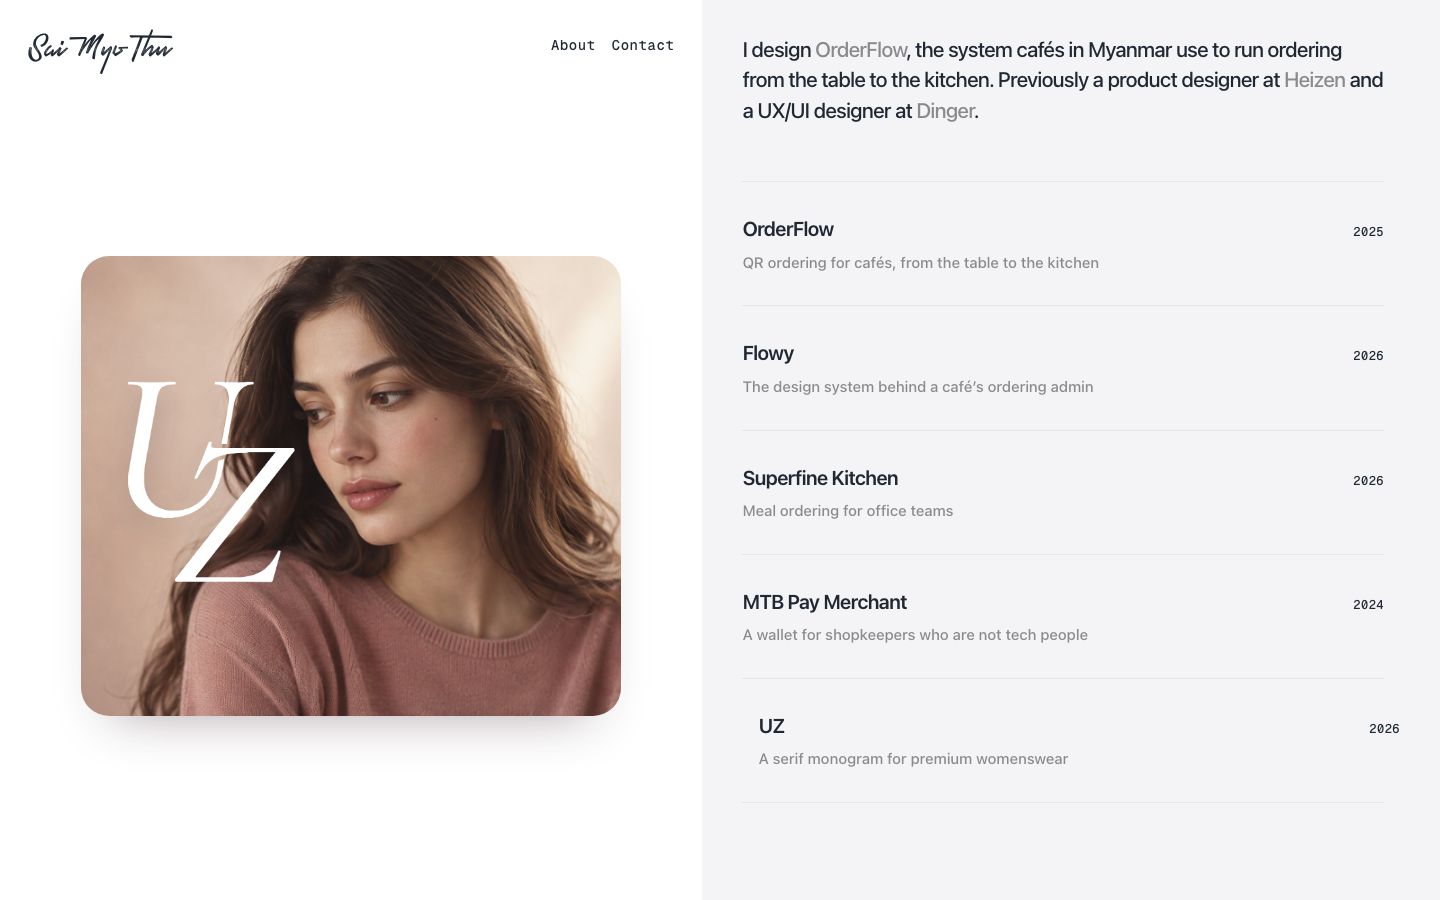 Sai Myo Thu
About Contact
UZ
I design OrderFlow, the system cafés in Myanmar use to run ordering
from the table to the kitchen. Previously a product designer at Heizen and
a UX/UI designer at Dinger.
OrderFlow 2025
QR ordering for cafés, from the table to the kitchen
Flowy 2026
The design system behind a café’s ordering admin
Superfine Kitchen 2026
Meal ordering for office teams
MTB Pay Merchant 2024
A wallet for shopkeepers who are not tech people
UZ 2026
A serif monogram for premium womenswear